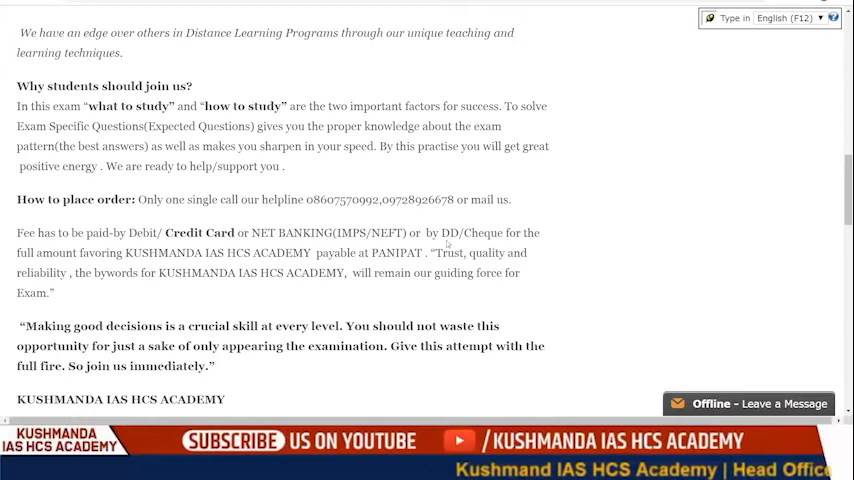 Type in English (F12)
We have an edge over others in Distance Learning Programs through our unique teaching and
learning techniques.
Why students should join us?
In this exam “what to study” and “how to study” are the two important factors for success. To solve
Exam Specific Questions(Expected Questions) gives you the proper knowledge about the exam
pattern(the best answers) as well as makes you sharpen in your speed. By this practise you will get great
positive energy . We are ready to help/support you .
How to place order: Only one single call our helpline 08607570992,09728926678 or mail us.
Fee has to be paid-by Debit/ Credit Card or NET BANKING(IMPS/NEFT) or by DD/Cheque for the
full amount favoring KUSHMANDA IAS HCS ACADEMY payable at PANIPAT . “Trust, quality and
reliability , the bywords for KUSHMANDA IAS HCS ACADEMY, will remain our guiding force for
Exam.”
“Making good decisions is a crucial skill at every level. You should not waste this
opportunity for just a sake of only appearing the examination. Give this attempt with the
full fire. So join us immediately.”
KUSHMANDA IAS HCS ACADEMY
Offline - Leave a Message
KUSHMANDA
IAS HCS ACADEMY
SUBSCRIBE US ON YOUTUBE /KUSHMANDA IAS HCS ACADEMY
Kushmand IAS HCS Academy | Head Office